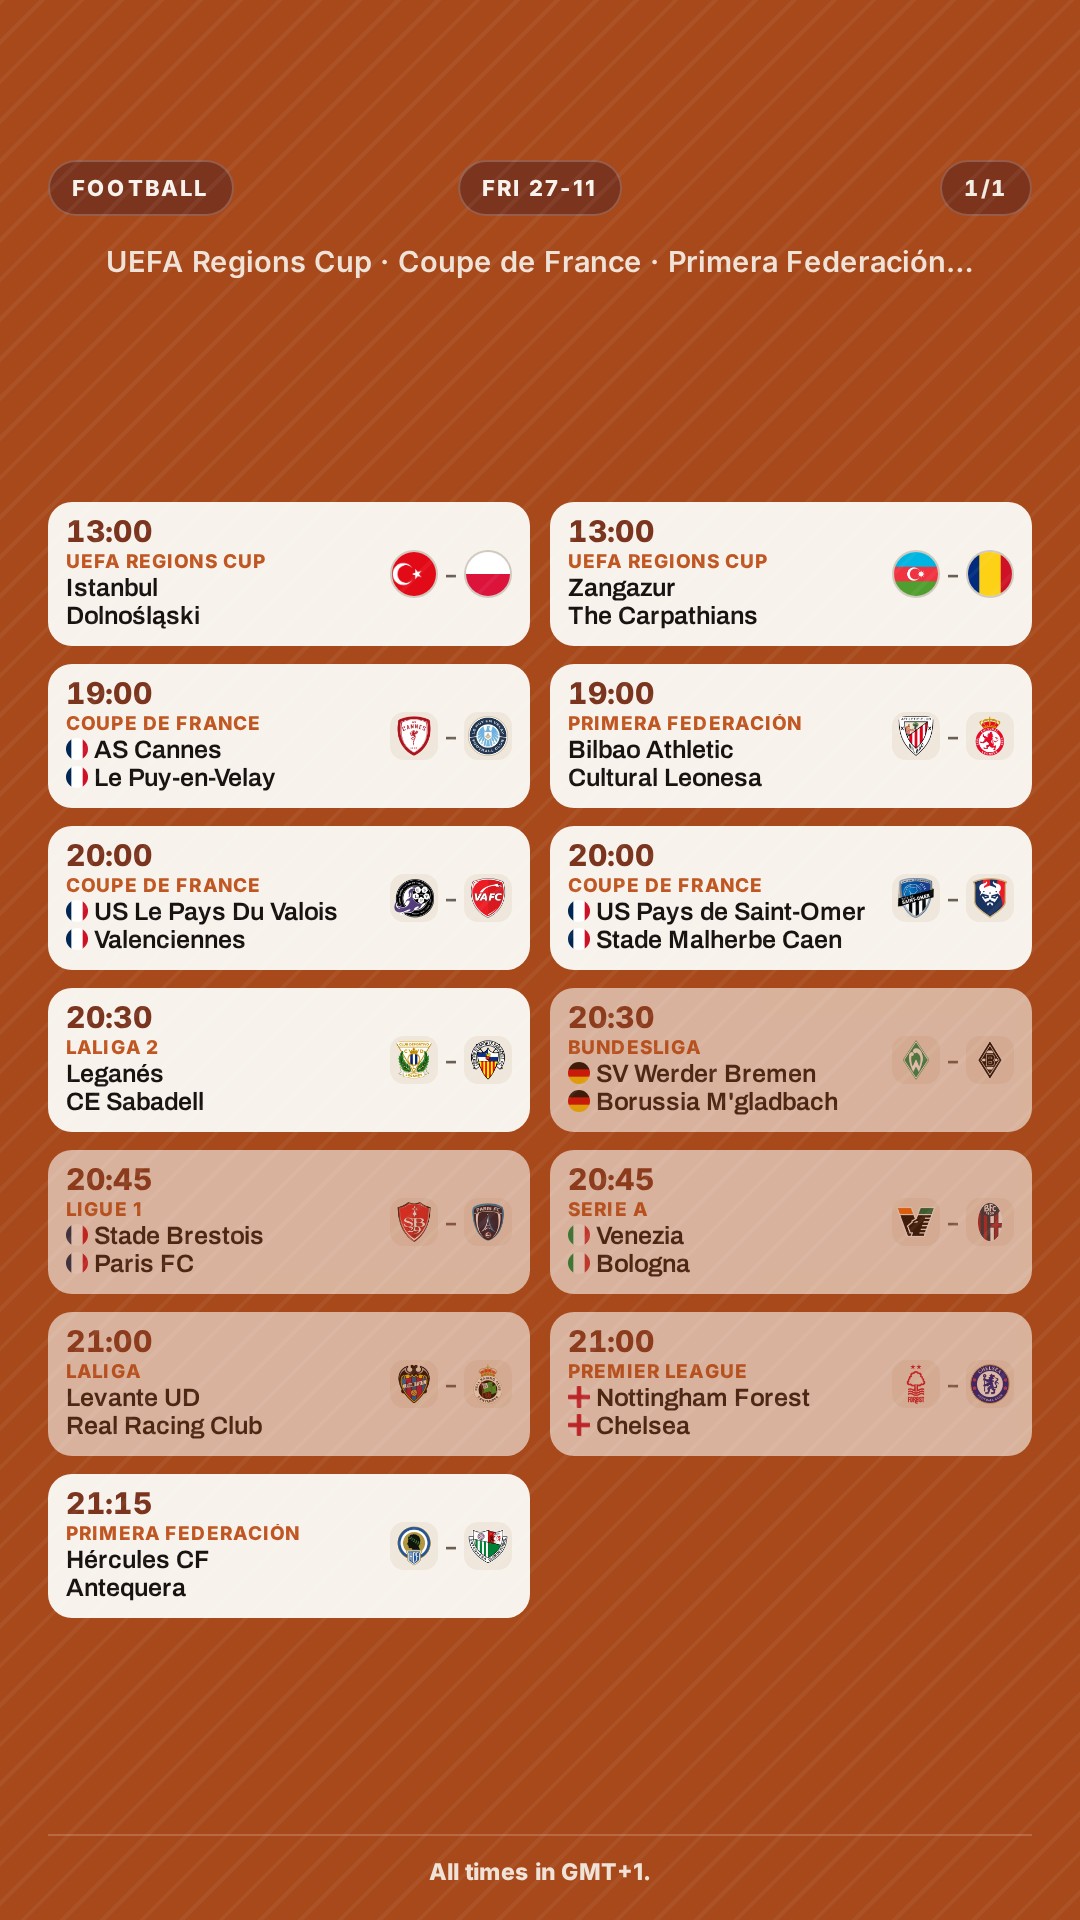 FOOTBALL
FRI 27-11
1/1
UEFA Regions Cup · Coupe de France · Primera Federación...
13:00
UEFA REGIONS CUP
Istanbul
Dolnośląski
13:00
UEFA REGIONS CUP
Zangazur
The Carpathians
19:00
COUPE DE FRANCE
AS Cannes
Le Puy-en-Velay
19:00
PRIMERA FEDERACIÓN
Bilbao Athletic
Cultural Leonesa
20:00
COUPE DE FRANCE
US Le Pays Du Valois
Valenciennes
VAFC
20:00
COUPE DE FRANCE
US Pays de Saint-Omer
Stade Malherbe Caen
20:30
LALIGA 2
Leganés
CE Sabadell
20:30
BUNDESLIGA
SV Werder Bremen
Borussia M'gladbach
20:45
LIGUE 1
Stade Brestois
Paris FC
20:45
SERIE A
Venezia
Bologna
21:00
LALIGA
Levante UD
Real Racing Club
21:00
PREMIER LEAGUE
Nottingham Forest
Chelsea
21:15
PRIMERA FEDERACIÓN
Hércules CF
Antequera
All times in GMT+1.